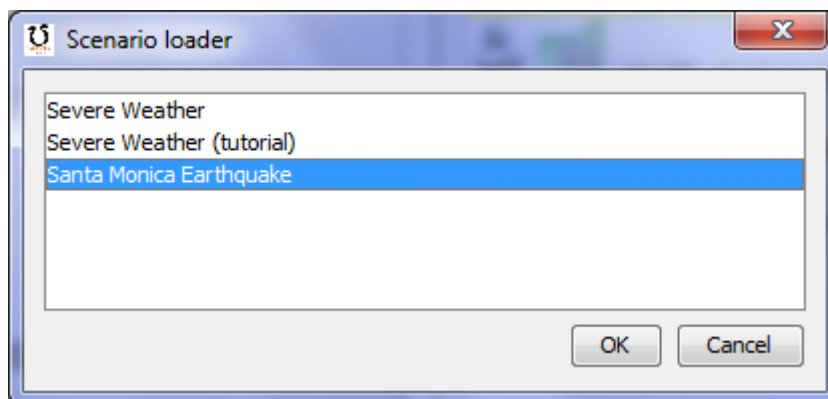 Scenario loader
Severe Weather
Severe Weather (tutorial)
Santa Monica Earthquake
OK
Cancel